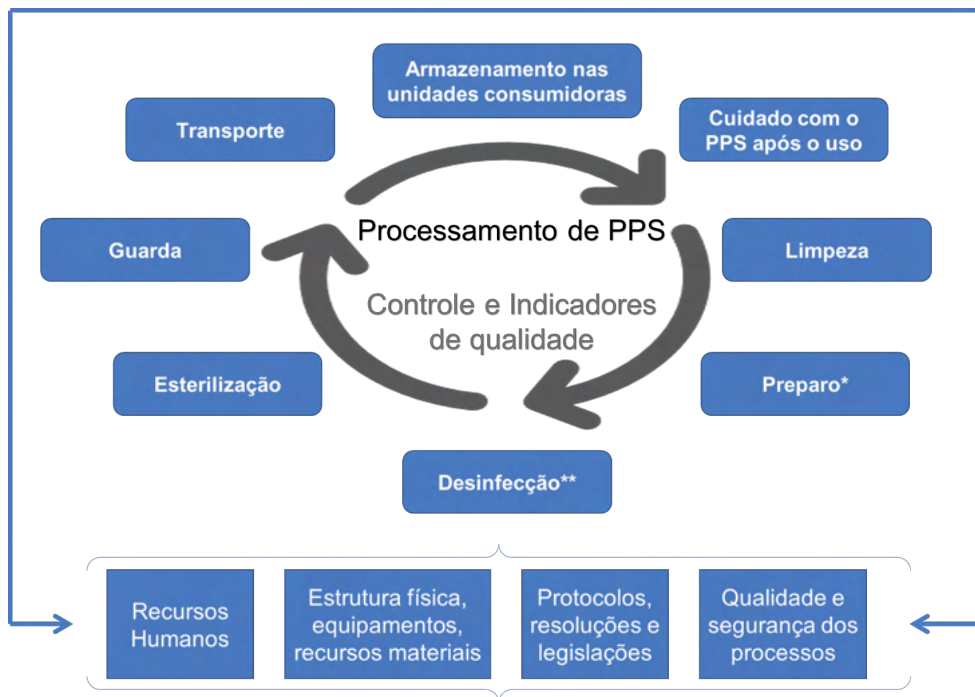 Armazenamento nas
unidades consumidoras
Transporte
Cuidado com o
PPS após o uso
Guarda
Processamento de PPS
Limpeza
Controle e Indicadores
de qualidade
Esterilização
Preparo*
Desinfecção**
Recursos
Humanos
Estrutura física,
equipamentos,
recursos materiais
Protocolos,
resoluções e
legislações
Qualidade e
segurança dos
processos